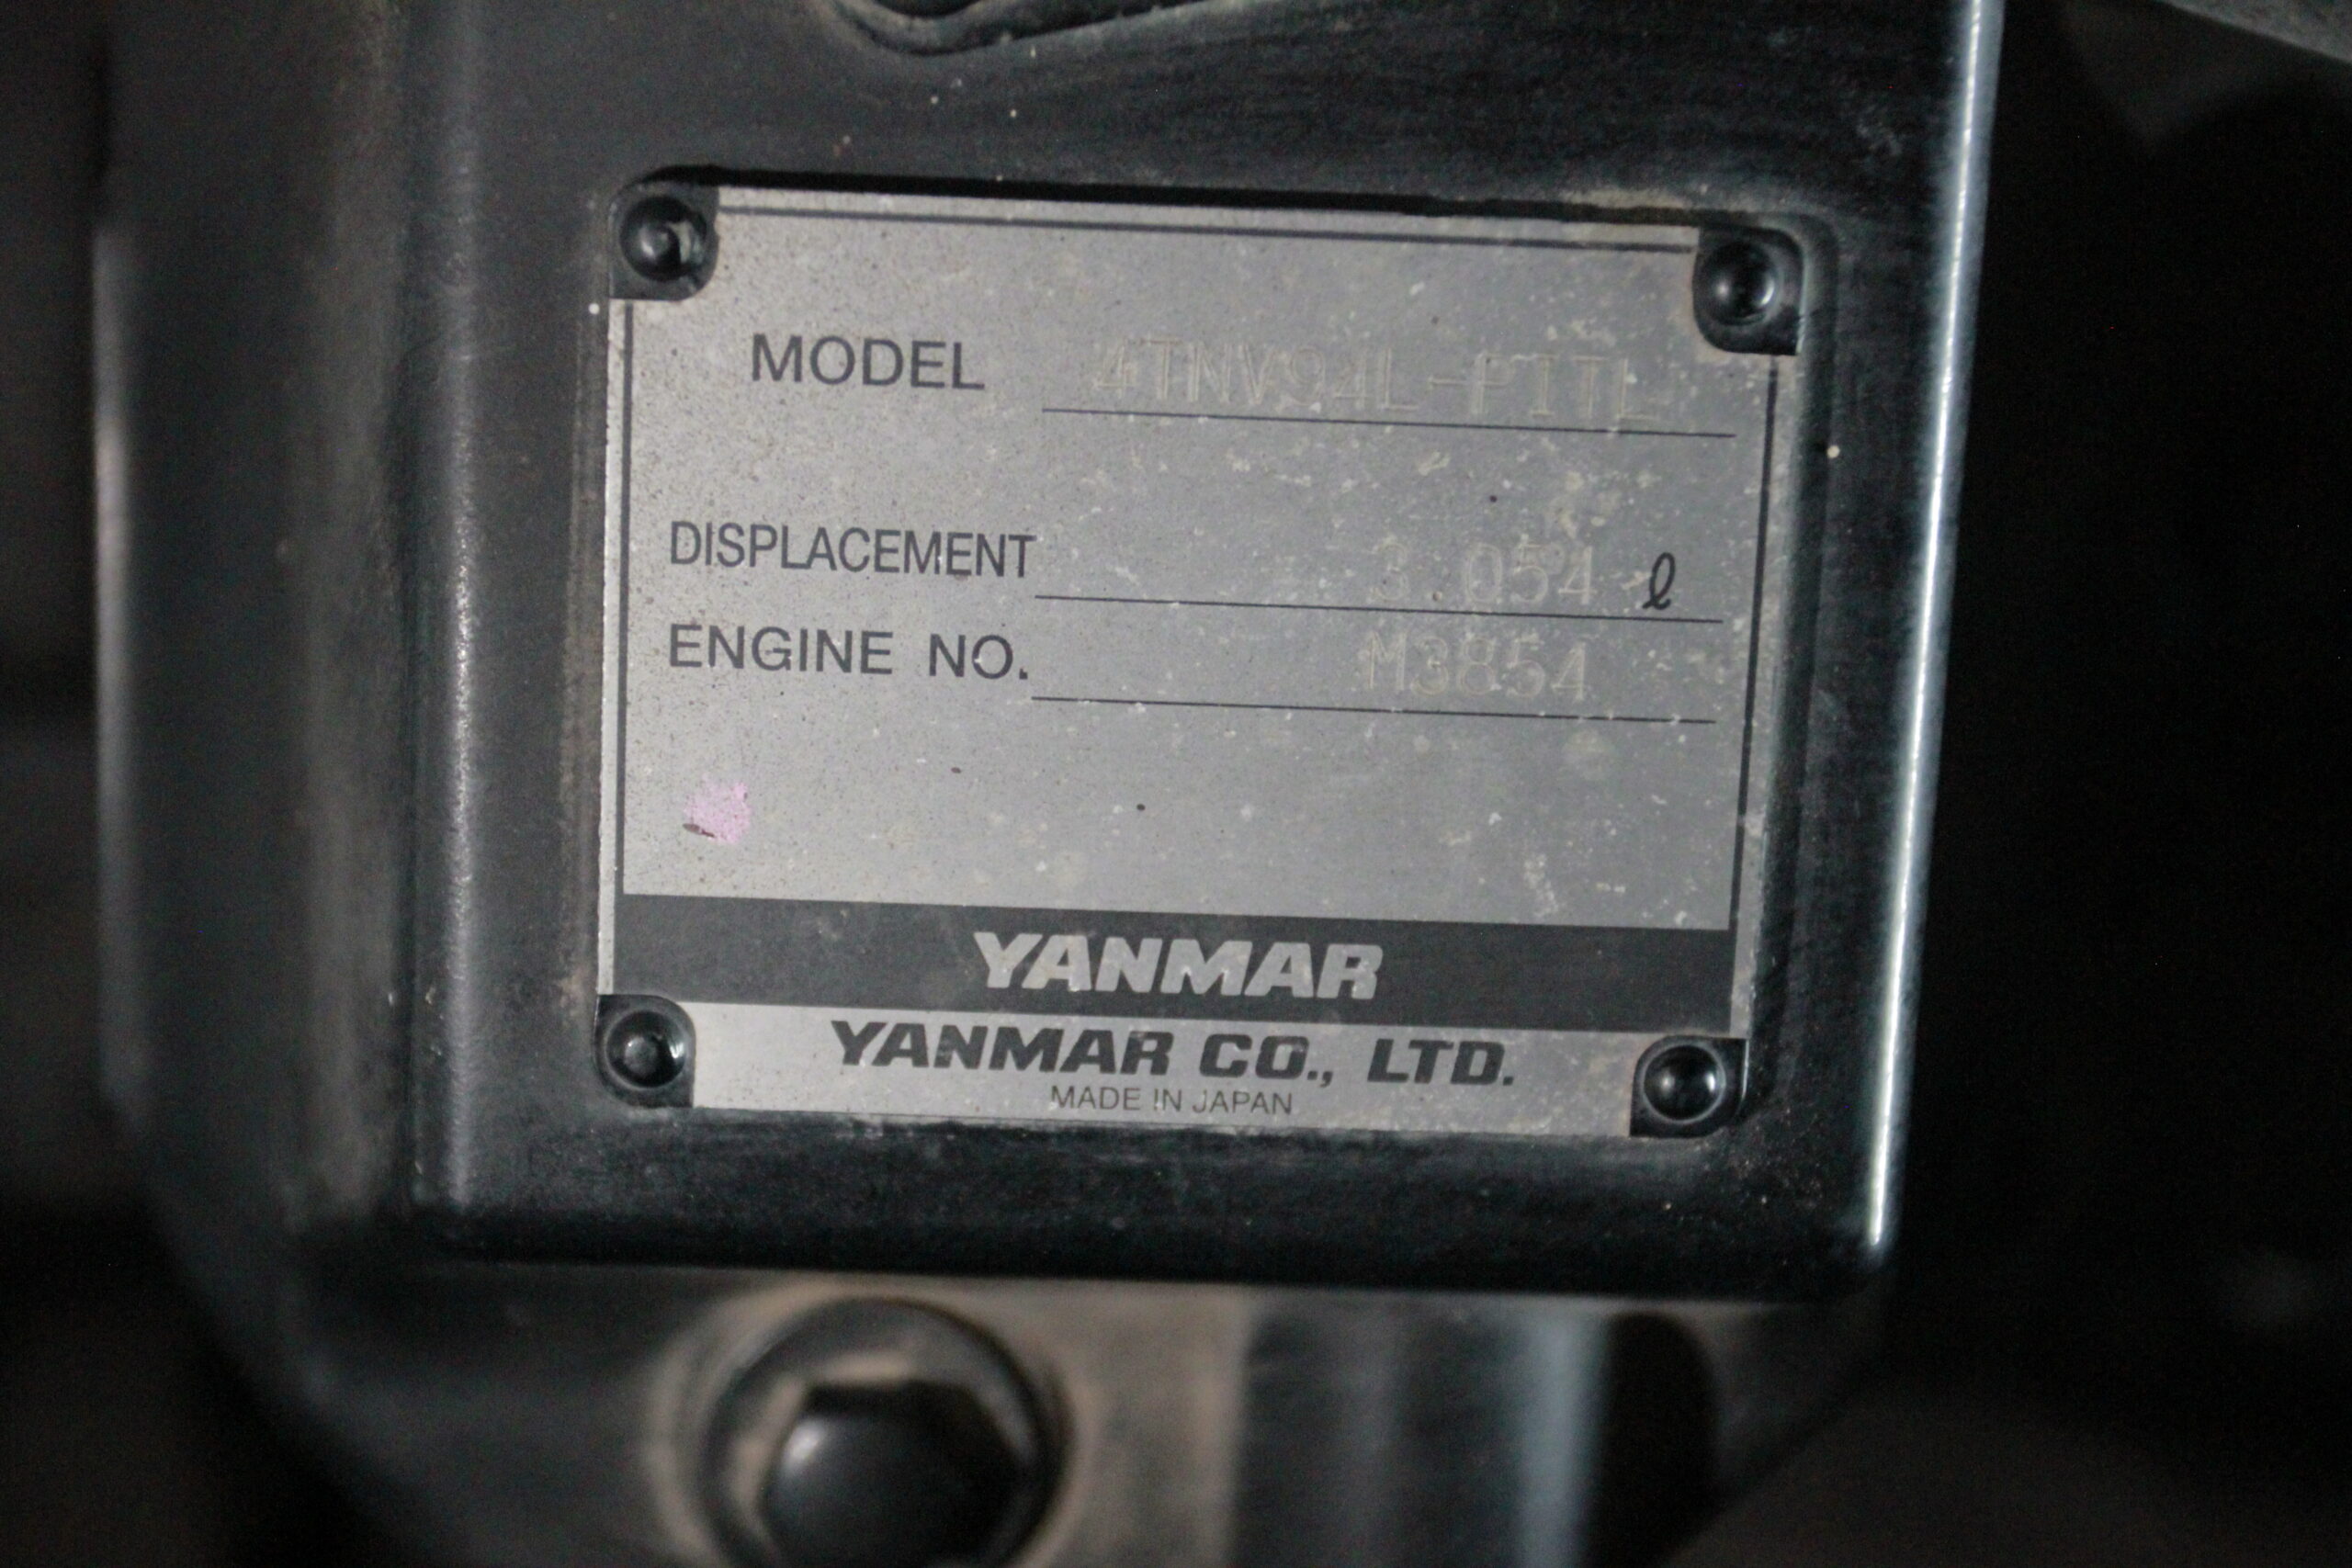 MODEL 4TNV94L-PITL
DISPLACEMENT 3.054 ℓ
ENGINE NO. M3854
YANMAR
YANMAR CO., LTD.
MADE IN JAPAN